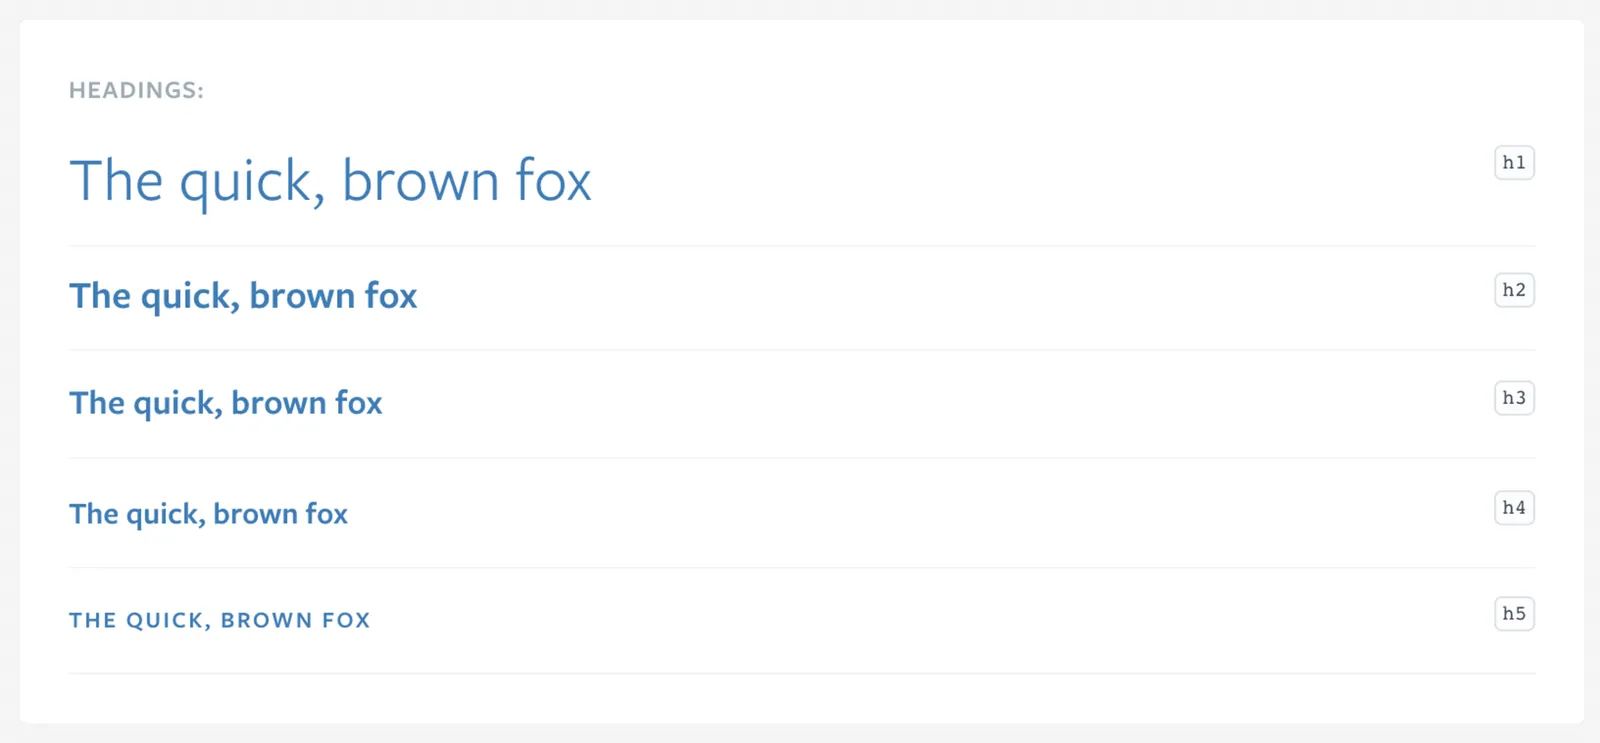 HEADINGS:
The quick, brown fox h1
The quick, brown fox h2
The quick, brown fox h3
The quick, brown fox h4
THE QUICK, BROWN FOX h5